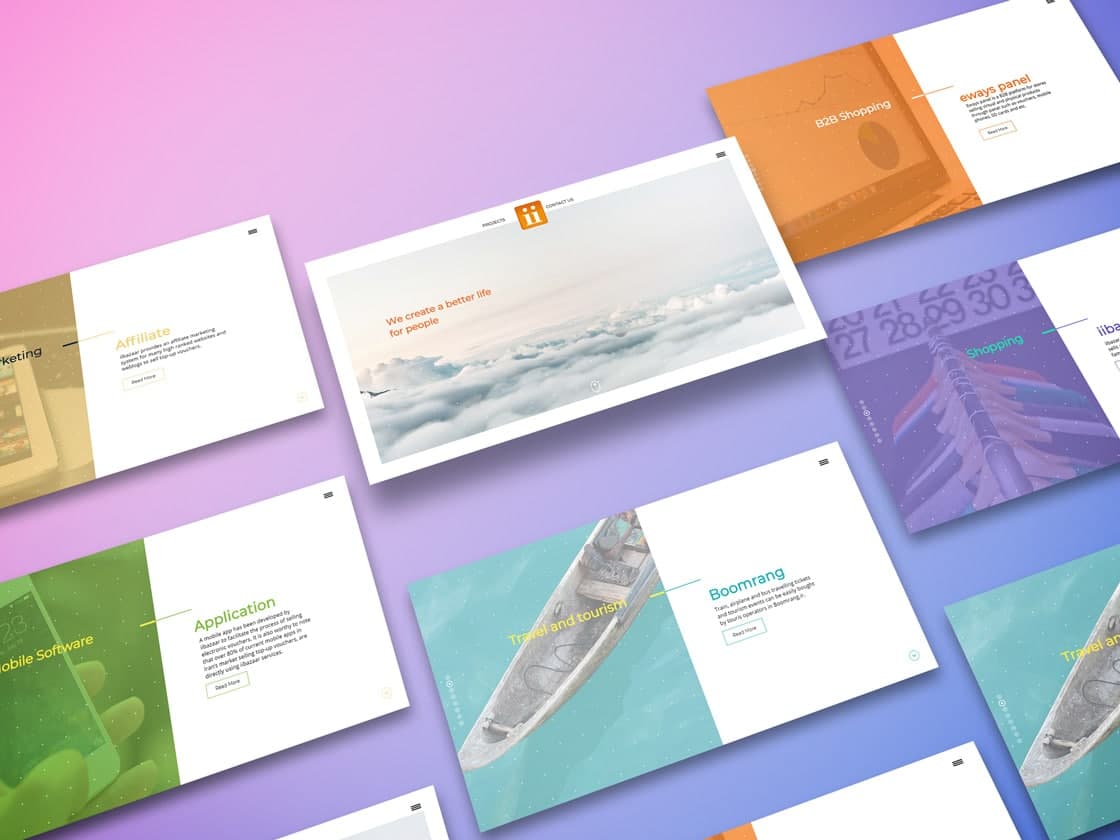 B2B Shopping
eways panel
Eways panel is a B2B platform for stores
selling virtual and physical products
through panel such as vouchers, mobile
phones, SD cards and etc.
Read More
PROJECTS
ii
CONTACT US
We create a better life
for people
keting
Affiliate
iibazaar provides an affiliate marketing
system for many high ranked websites and
weblogs to sell top-up vouchers.
Read More
20 21 22 23
27 28 29 30 3
Shopping
iiba
iibazaar
sells
fam
obile Software
Application
A mobile app has been developed by
iibazaar to facilitate the process of selling
electronic vouchers. It is also worthy to note
that over 80% of current mobile apps in
Iran's market selling top-up vouchers, are
directly using iibazaar services.
Read More
Travel and tourism
Boomrang
Train, airplane and bus travelling tickets
and tourism events can be easily bought
by tours operators in Boomrang.ir.
Read More
Travel an